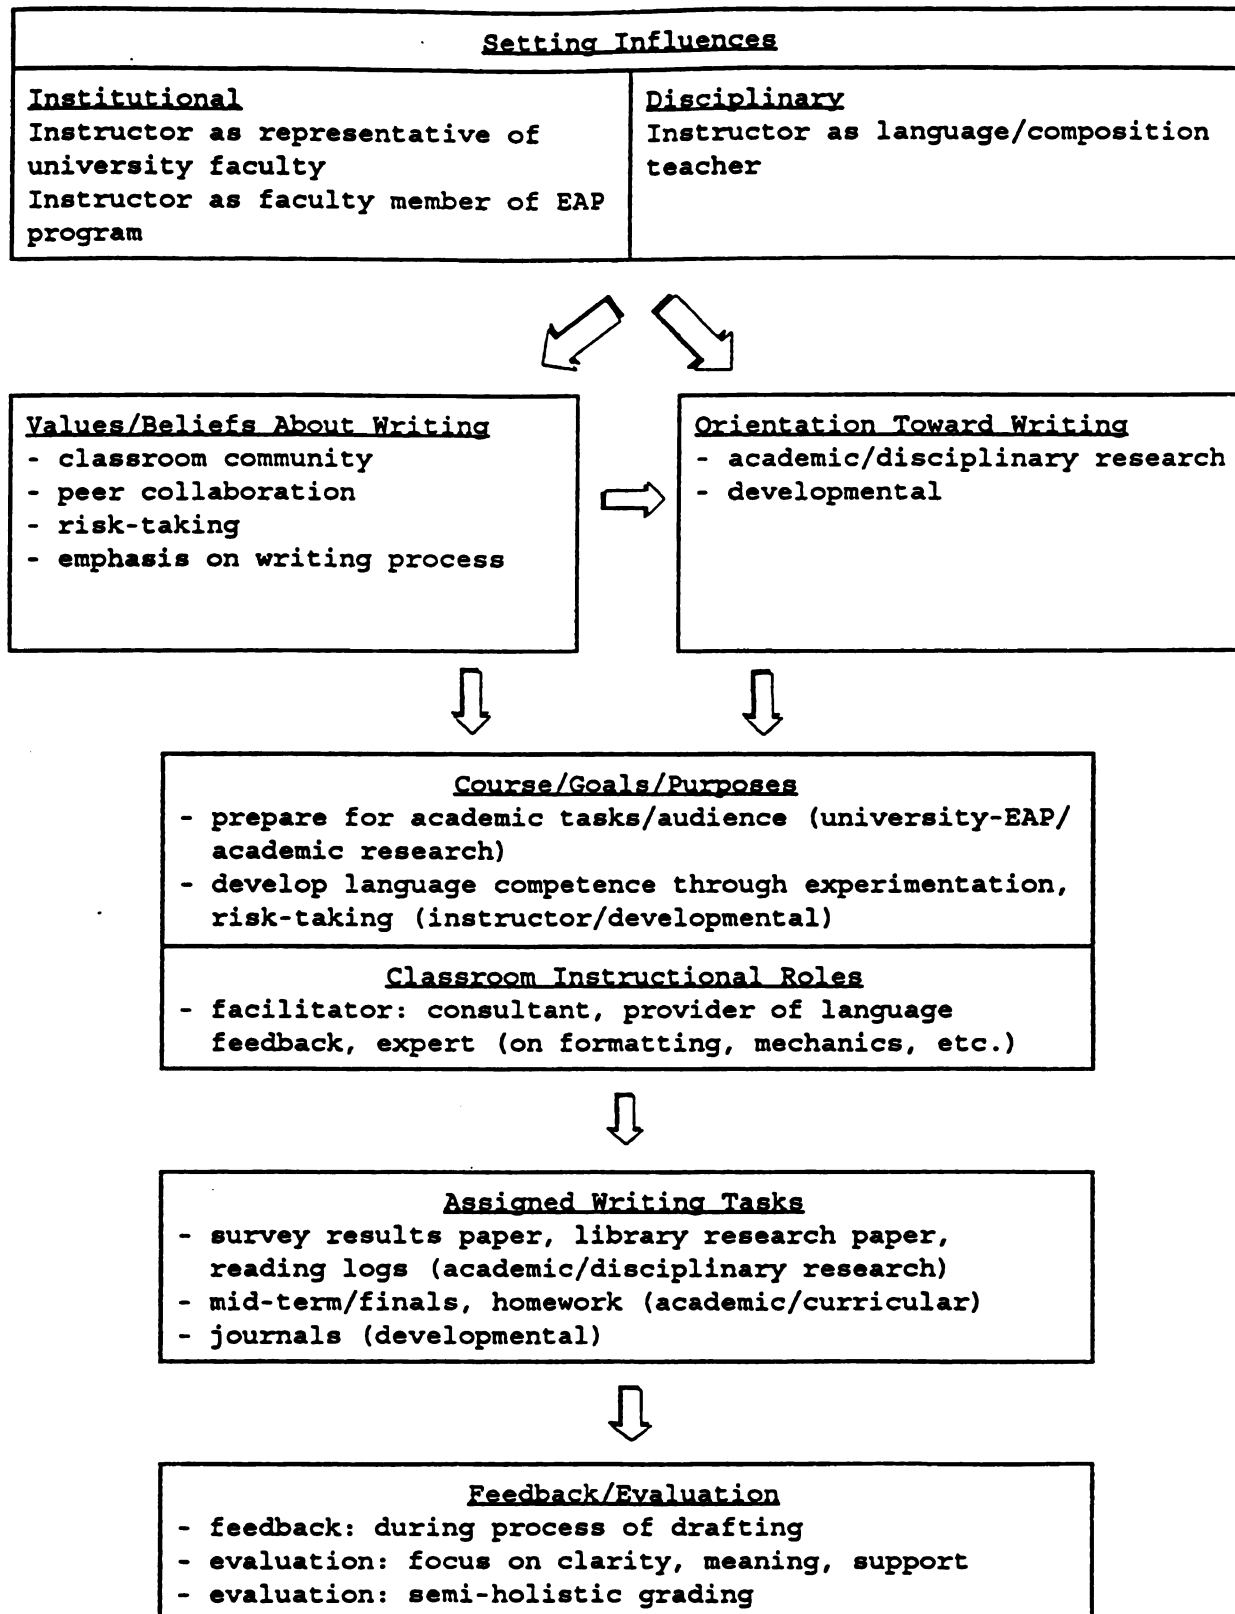 Setting Influences
Institutional
Instructor as representative of
university faculty
Instructor as faculty member of EAP
program
Disciplinary
Instructor as language/composition
teacher
Values/Beliefs About Writing
- classroom community
- peer collaboration
- risk-taking
- emphasis on writing process
Orientation Toward Writing
- academic/disciplinary research
- developmental
Course/Goals/Purposes
- prepare for academic tasks/audience (university-EAP/
academic research)
- develop language competence through experimentation,
risk-taking (instructor/developmental)
Classroom Instructional Roles
- facilitator: consultant, provider of language
feedback, expert (on formatting, mechanics, etc.)
Assigned Writing Tasks
- survey results paper, library research paper,
reading logs (academic/disciplinary research)
- mid-term/finals, homework (academic/curricular)
- journals (developmental)
Feedback/Evaluation
- feedback: during process of drafting
- evaluation: focus on clarity, meaning, support
- evaluation: semi-holistic grading